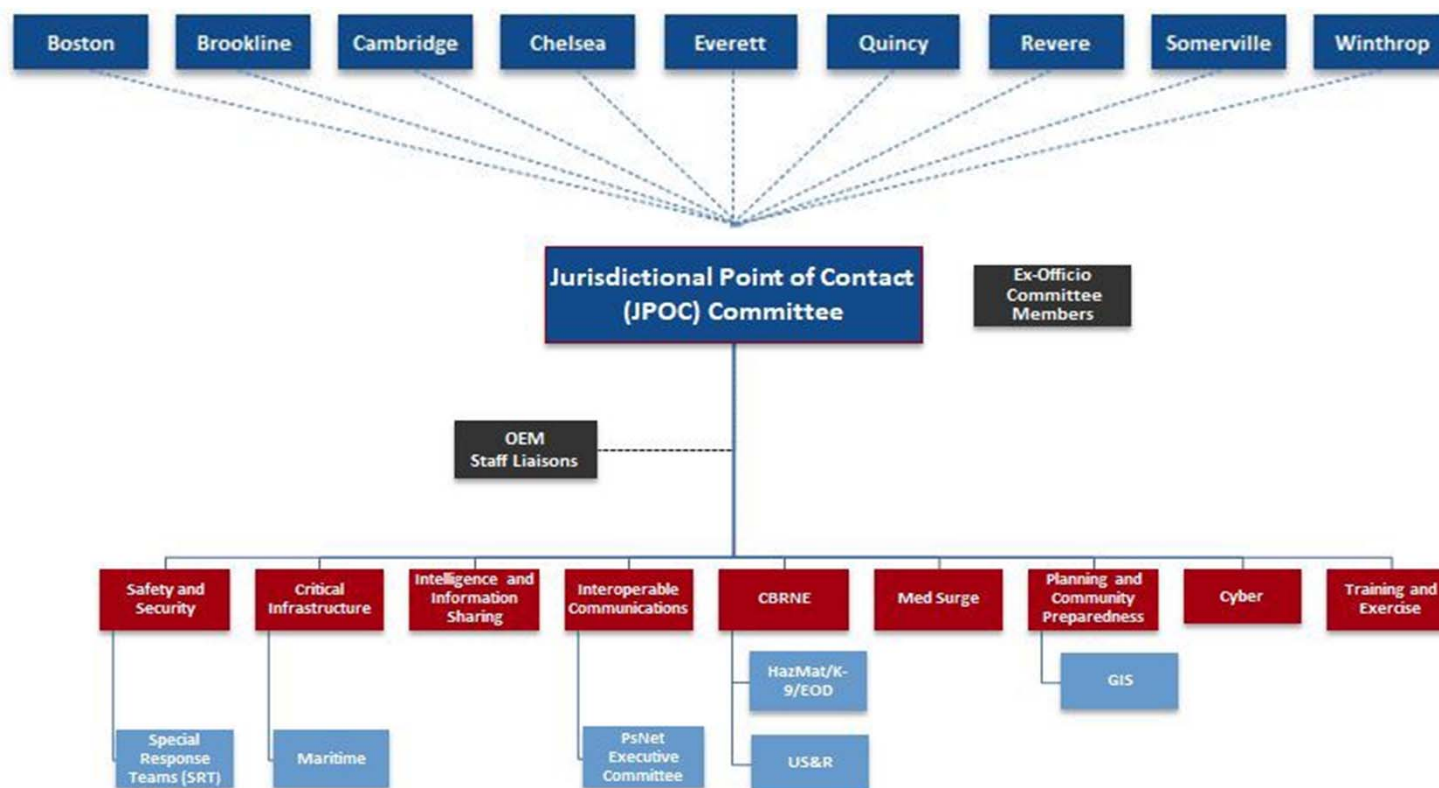 Boston
Brookline
Cambridge
Chelsea
Everett
Quincy
Revere
Somerville
Winthrop
Jurisdictional Point of Contact
(JPOC) Committee
Ex-Officio
Committee
Members
OEM
Staff Liaisons
Safety and
Security
Critical
Infrastructure
Intelligence and
Information
Sharing
Interoperable
Communications
CBRNE
Med Surge
Planning and
Community
Preparedness
Cyber
Training and
Exercise
HazMat/K-
9/EOD
GIS
Special
Response
Teams (SRT)
Maritime
PsNet
Executive
Committee
US&R